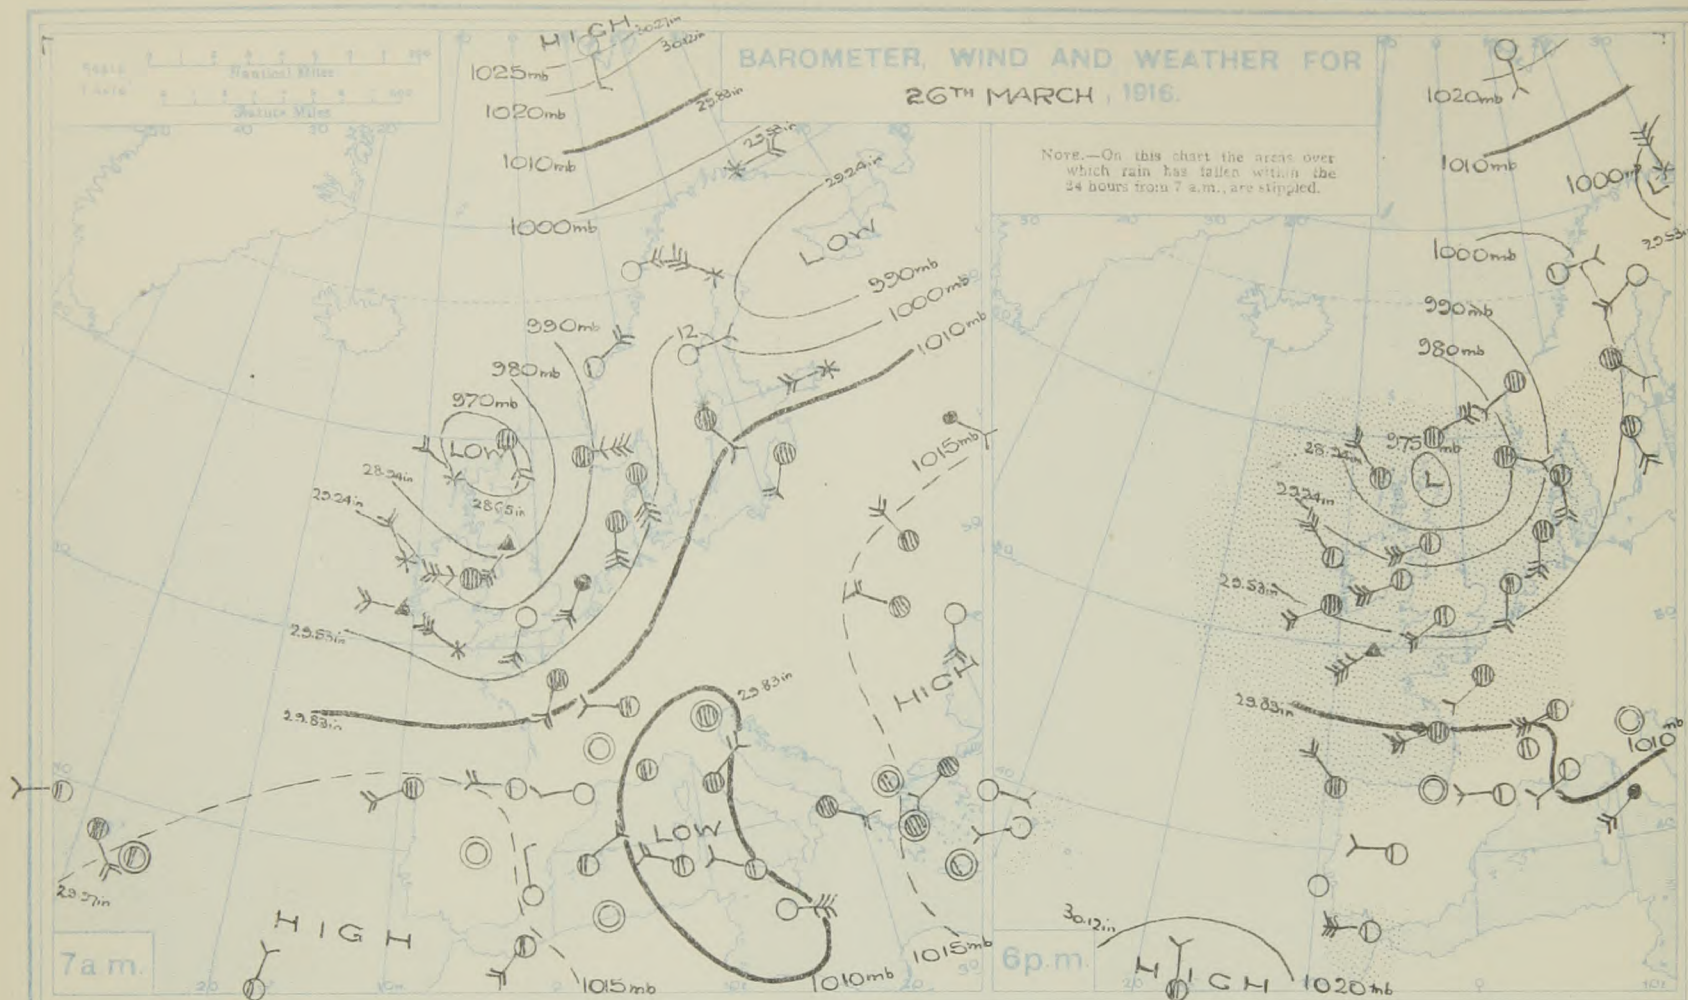 BAROMETER, WIND AND WEATHER FOR
26TH MARCH, 1916.
NOTE.—On this chart the areas over
which rain has fallen within the
24 hours from 7 a.m., are stippled.
Nautical Miles
Statute Miles
HIGH
30.12in
1025mb
1020mb
29.83in
1010mb
29.53in
1000mb
29.24in
LOW
990mb
1000mb
1010mb
990mb
980mb
970mb
LOW
12
28.94in
29.24in
28.65in
29.53in
29.83in
1015mb
HIGH
29.83in
LOW
29.97in
HIGH
1015mb
1010mb
1015mb
7a.m.
1020mb
1010mb
1000mb
L
29.53in
1000mb
990mb
980mb
975mb
28.94in
L
29.24in
29.53in
29.83in
1010mb
30.12in
HIGH
1020mb
6p.m.